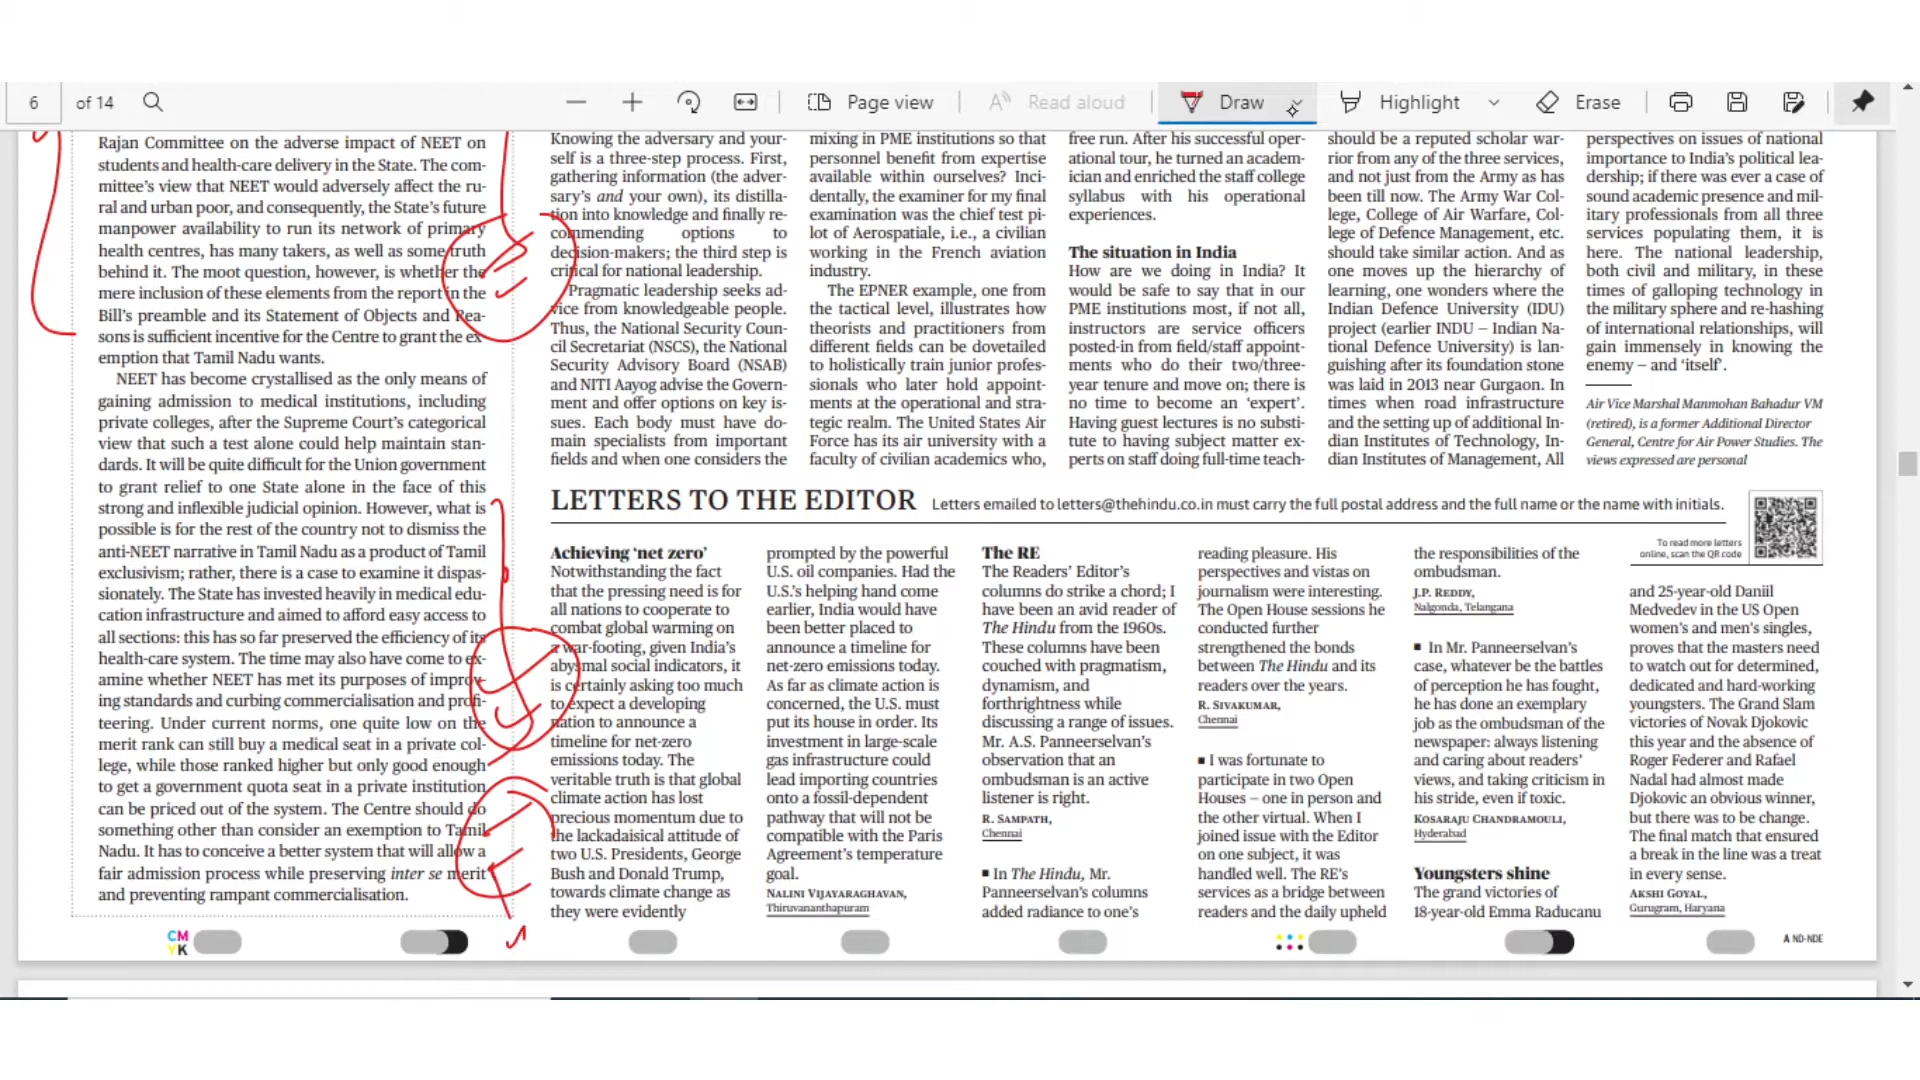 6 of 14
Page view
Read aloud
Draw
Highlight
Erase
Rajan Committee on the adverse impact of NEET on
students and health-care delivery in the State. The com-
mittee's view that NEET would adversely affect the ru-
ral and urban poor, and consequently, the State's future
manpower availability to run its network of primary
health centres, has many takers, as well as some truth
behind it. The moot question, however, is whether the
mere inclusion of these elements from the report in the
Bill's preamble and its Statement of Objects and Rea-
sons is sufficient incentive for the Centre to grant the ex-
emption that Tamil Nadu wants.
NEET has become crystallised as the only means of
gaining admission to medical institutions, including
private colleges, after the Supreme Court's categorical
view that such a test alone could help maintain stan-
dards. It will be quite difficult for the Union government
to grant relief to one State alone in the face of this
strong and inflexible judicial opinion. However, what is
possible is for the rest of the country not to dismiss the
anti-NEET narrative in Tamil Nadu as a product of Tamil
exclusivism; rather, there is a case to examine it dispas-
sionately. The State has invested heavily in medical edu-
cation infrastructure and aimed to afford easy access to
all sections: this has so far preserved the efficiency of its
health-care system. The time may also have come to ex-
amine whether NEET has met its purposes of improv-
ing standards and curbing commercialisation and profi-
teering. Under current norms, one quite low on the
merit rank can still buy a medical seat in a private col-
lege, while those ranked higher but only good enough
to get a government quota seat in a private institution
can be priced out of the system. The Centre should do
something other than consider an exemption to Tamil
Nadu. It has to conceive a better system that will allow a
fair admission process while preserving inter se merit
and preventing rampant commercialisation.
Knowing the adversary and your-
self is a three-step process. First,
gathering information (the adver-
sary's and your own), its distilla-
tion into knowledge and finally re-
commending options to
decision-makers; the third step is
critical for national leadership.
Pragmatic leadership seeks ad-
vice from knowledgeable people.
Thus, the National Security Coun-
cil Secretariat (NSCS), the National
Security Advisory Board (NSAB)
and NITI Aayog advise the Govern-
ment and offer options on key is-
sues. Each body must have do-
main specialists from important
fields and when one considers the
mixing in PME institutions so that
personnel benefit from expertise
available within ourselves? Inci-
dentally, the examiner for my final
examination was the chief test pi-
lot of Aerospatiale, i.e., a civilian
working in the French aviation
industry.
The EPNER example, one from
the tactical level, illustrates how
theorists and practitioners from
different fields can be dovetailed
to holistically train junior profes-
sionals who later hold appoint-
ments at the operational and stra-
tegic realm. The United States Air
Force has its air university with a
faculty of civilian academics who,
free run. After his successful oper-
ational tour, he turned an academ-
ician and enriched the staff college
syllabus with his operational
experiences.
The situation in India
How are we doing in India? It
would be safe to say that in our
PME institutions most, if not all,
instructors are service officers
posted-in from field/staff appoint-
ments who do their two/three-
year tenure and move on; there is
no time to become an 'expert'.
Having guest lectures is no substi-
tute to having subject matter ex-
perts on staff doing full-time teach-
should be a reputed scholar war-
rior from any of the three services,
and not just from the Army as has
been till now. The Army War Col-
lege, College of Air Warfare, Col-
lege of Defence Management, etc.
should take similar action. And as
one moves up the hierarchy of
learning, one wonders where the
Indian Defence University (IDU)
project (earlier INDU – Indian Na-
tional Defence University) is lan-
guishing after its foundation stone
was laid in 2013 near Gurgaon. In
times when road infrastructure
and the setting up of additional In-
dian Institutes of Technology, In-
dian Institutes of Management, All
perspectives on issues of national
importance to India's political lea-
dership; if there was ever a case of
sound academic presence and mil-
itary professionals from all three
services populating them, it is
here. The national leadership,
both civil and military, in these
times of galloping technology in
the military sphere and re-hashing
of international relationships, will
gain immensely in knowing the
enemy – and 'itself'.
Air Vice Marshal Manmohan Bahadur VM
(retired), is a former Additional Director
General, Centre for Air Power Studies. The
views expressed are personal
LETTERS TO THE EDITOR Letters emailed to letters@thehindu.co.in must carry the full postal address and the full name or the name with initials.
To read more letters
online, scan the QR code
Achieving 'net zero'
Notwithstanding the fact
that the pressing need is for
all nations to cooperate to
combat global warming on
a war-footing, given India's
abysmal social indicators, it
is certainly asking too much
to expect a developing
nation to announce a
timeline for net-zero
emissions today. The
veritable truth is that global
climate action has lost
precious momentum due to
the lackadaisical attitude of
two U.S. Presidents, George
Bush and Donald Trump,
towards climate change as
they were evidently
prompted by the powerful
U.S. oil companies. Had the
U.S.'s helping hand come
earlier, India would have
been better placed to
announce a timeline for
net-zero emissions today.
As far as climate action is
concerned, the U.S. must
put its house in order. Its
investment in large-scale
gas infrastructure could
lead importing countries
onto a fossil-dependent
pathway that will not be
compatible with the Paris
Agreement's temperature
goal.
NALINI VIJAYARAGHAVAN,
Thiruvananthapuram
The RE
The Readers' Editor's
columns do strike a chord; I
have been an avid reader of
The Hindu from the 1960s.
These columns have been
couched with pragmatism,
dynamism, and
forthrightness while
discussing a range of issues.
Mr. A.S. Panneerselvan's
observation that an
ombudsman is an active
listener is right.
R. SAMPATH,
Chennai
■ In The Hindu, Mr.
Panneerselvan's columns
added radiance to one's
reading pleasure. His
perspectives and vistas on
journalism were interesting.
The Open House sessions he
conducted further
strengthened the bonds
between The Hindu and its
readers over the years.
R. SIVAKUMAR,
Chennai
■ I was fortunate to
participate in two Open
Houses – one in person and
the other virtual. When I
joined issue with the Editor
on one subject, it was
handled well. The RE's
services as a bridge between
readers and the daily upheld
the responsibilities of the
ombudsman.
J.P. REDDY,
Nalgonda, Telangana
■ In Mr. Panneerselvan's
case, whatever be the battles
of perception he has fought,
he has done an exemplary
job as the ombudsman of the
newspaper: always listening
and caring about readers'
views, and taking criticism in
his stride, even if toxic.
KOSARAJU CHANDRAMOULI,
Hyderabad
Youngsters shine
The grand victories of
18-year-old Emma Raducanu
and 25-year-old Daniil
Medvedev in the US Open
women's and men's singles,
proves that the masters need
to watch out for determined,
dedicated and hard-working
youngsters. The Grand Slam
victories of Novak Djokovic
this year and the absence of
Roger Federer and Rafael
Nadal had almost made
Djokovic an obvious winner,
but there was to be change.
The final match that ensured
a break in the line was a treat
in every sense.
AKSHI GOYAL,
Gurugram, Haryana
CM
YK
A ND-NDE